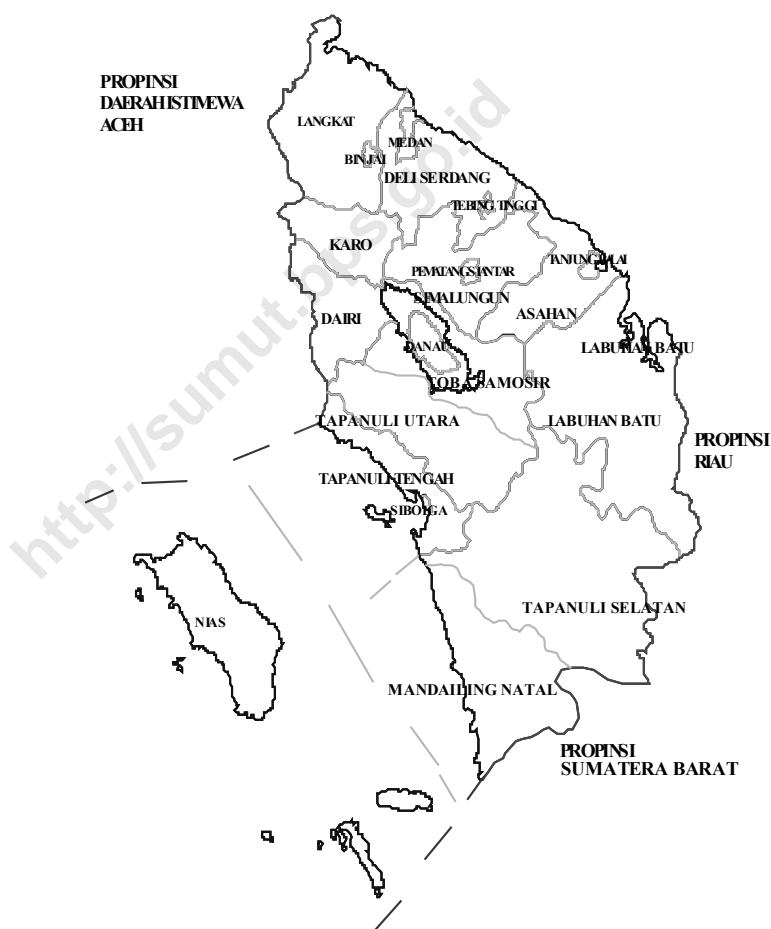 PROPINSI
DAERAH ISTIMEWA
ACEH
LANGKAT
MEDAN
BINJAI
DELI SERDANG
TEBING TINGGI
KARO
PEMATANG SIANTAR
TANJUNG BALAI
SIMALUNGUN
ASAHAN
DAIRI
DANAU
LABUHAN BATU
TOBA SAMOSIR
TAPANULI UTARA
LABUHAN BATU
PROPINSI
RIAU
TAPANULI TENGAH
SIBOLGA
TAPANULI SELATAN
NIAS
MANDAILING NATAL
PROPINSI
SUMATERA BARAT
http://sumut.bps.go.id